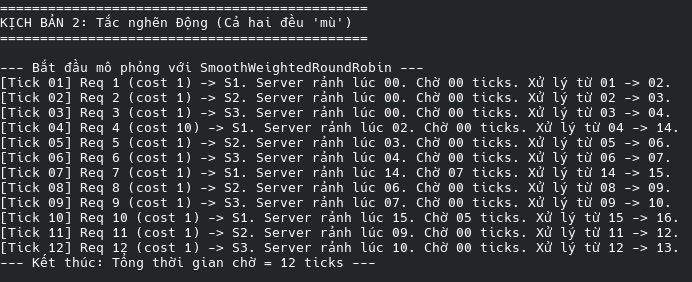 ==============================================
KỊCH BẢN 2: Tắc nghẽn Động (Cả hai đều 'mù')
==============================================
--- Bắt đầu mô phỏng với SmoothWeightedRoundRobin ---
[Tick 01] Req 1 (cost 1) -> S1. Server rảnh lúc 00. Chờ 00 ticks. Xử lý từ 01 -> 02.
[Tick 02] Req 2 (cost 1) -> S2. Server rảnh lúc 00. Chờ 00 ticks. Xử lý từ 02 -> 03.
[Tick 03] Req 3 (cost 1) -> S3. Server rảnh lúc 00. Chờ 00 ticks. Xử lý từ 03 -> 04.
[Tick 04] Req 4 (cost 10) -> S1. Server rảnh lúc 02. Chờ 00 ticks. Xử lý từ 04 -> 14.
[Tick 05] Req 5 (cost 1) -> S2. Server rảnh lúc 03. Chờ 00 ticks. Xử lý từ 05 -> 06.
[Tick 06] Req 6 (cost 1) -> S3. Server rảnh lúc 04. Chờ 00 ticks. Xử lý từ 06 -> 07.
[Tick 07] Req 7 (cost 1) -> S1. Server rảnh lúc 14. Chờ 07 ticks. Xử lý từ 14 -> 15.
[Tick 08] Req 8 (cost 1) -> S2. Server rảnh lúc 06. Chờ 00 ticks. Xử lý từ 08 -> 09.
[Tick 09] Req 9 (cost 1) -> S3. Server rảnh lúc 07. Chờ 00 ticks. Xử lý từ 09 -> 10.
[Tick 10] Req 10 (cost 1) -> S1. Server rảnh lúc 15. Chờ 05 ticks. Xử lý từ 15 -> 16.
[Tick 11] Req 11 (cost 1) -> S2. Server rảnh lúc 09. Chờ 00 ticks. Xử lý từ 11 -> 12.
[Tick 12] Req 12 (cost 1) -> S3. Server rảnh lúc 10. Chờ 00 ticks. Xử lý từ 12 -> 13.
--- Kết thúc: Tổng thời gian chờ = 12 ticks ---